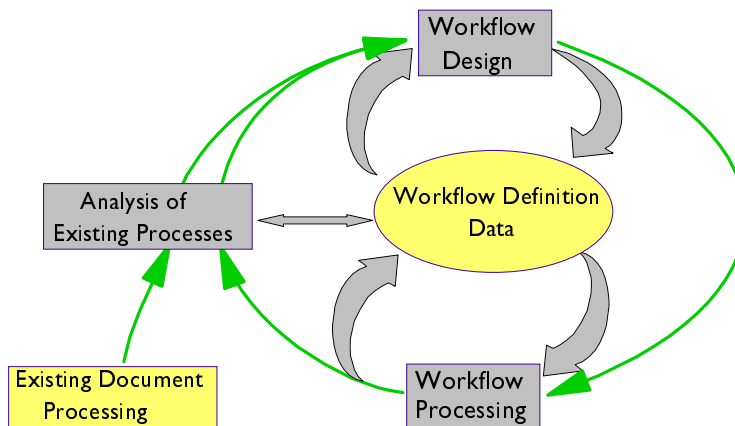 Workflow
Design
Analysis of
Existing Processes
Workflow Definition
Data
Existing Document
Processing
Workflow
Processing